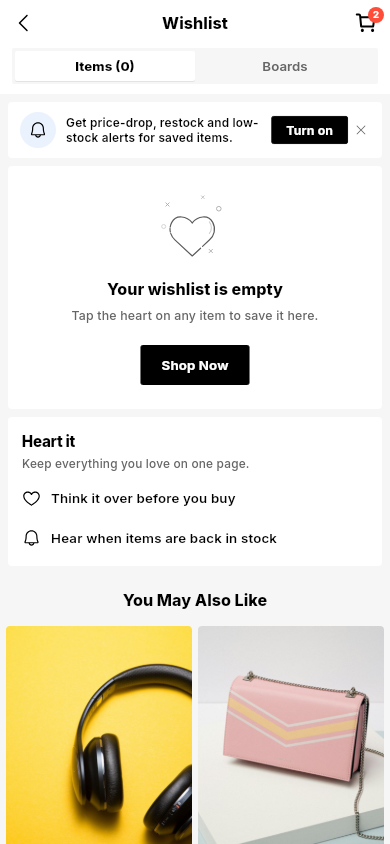 Wishlist
2
Items (0)
Boards
Get price-drop, restock and low-
stock alerts for saved items.
Turn on
Your wishlist is empty
Tap the heart on any item to save it here.
Shop Now
Heart it
Keep everything you love on one page.
Think it over before you buy
Hear when items are back in stock
You May Also Like